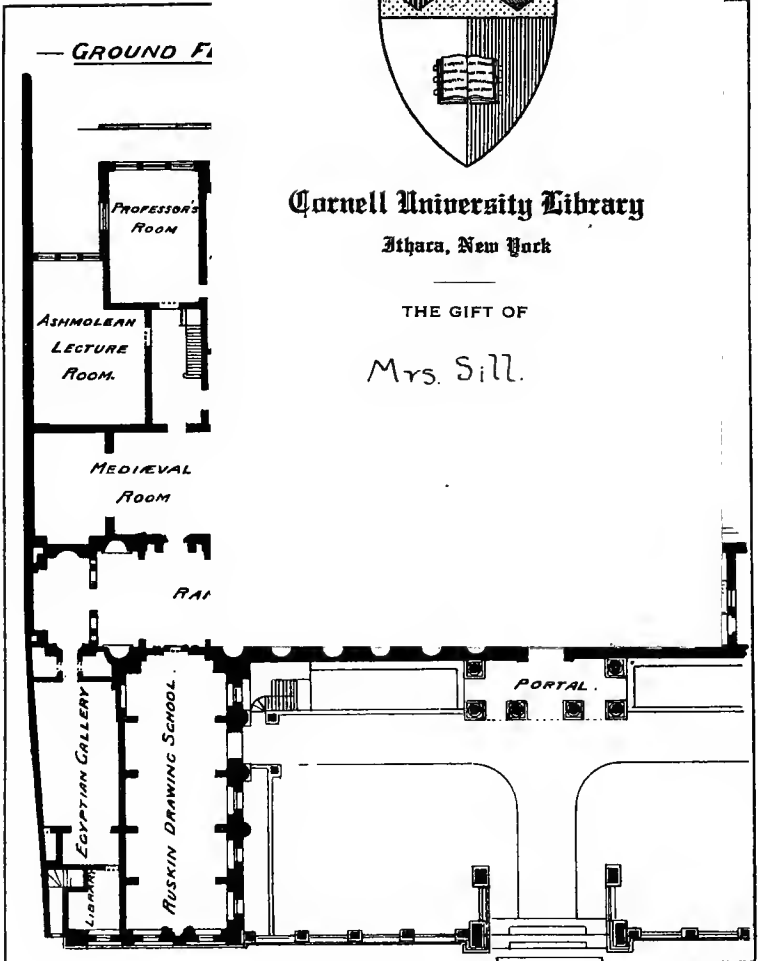 — GROUND
PROFESSOR'S
ROOM
ASHMOLEAN
LECTURE
ROOM.
MEDIÆVAL
ROOM
EGYPTIAN GALLERY
LIBRARY
RUSKIN DRAWING SCHOOL.
PORTAL.
Cornell University Library
Ithaca, New York
THE GIFT OF
Mrs. Sill.